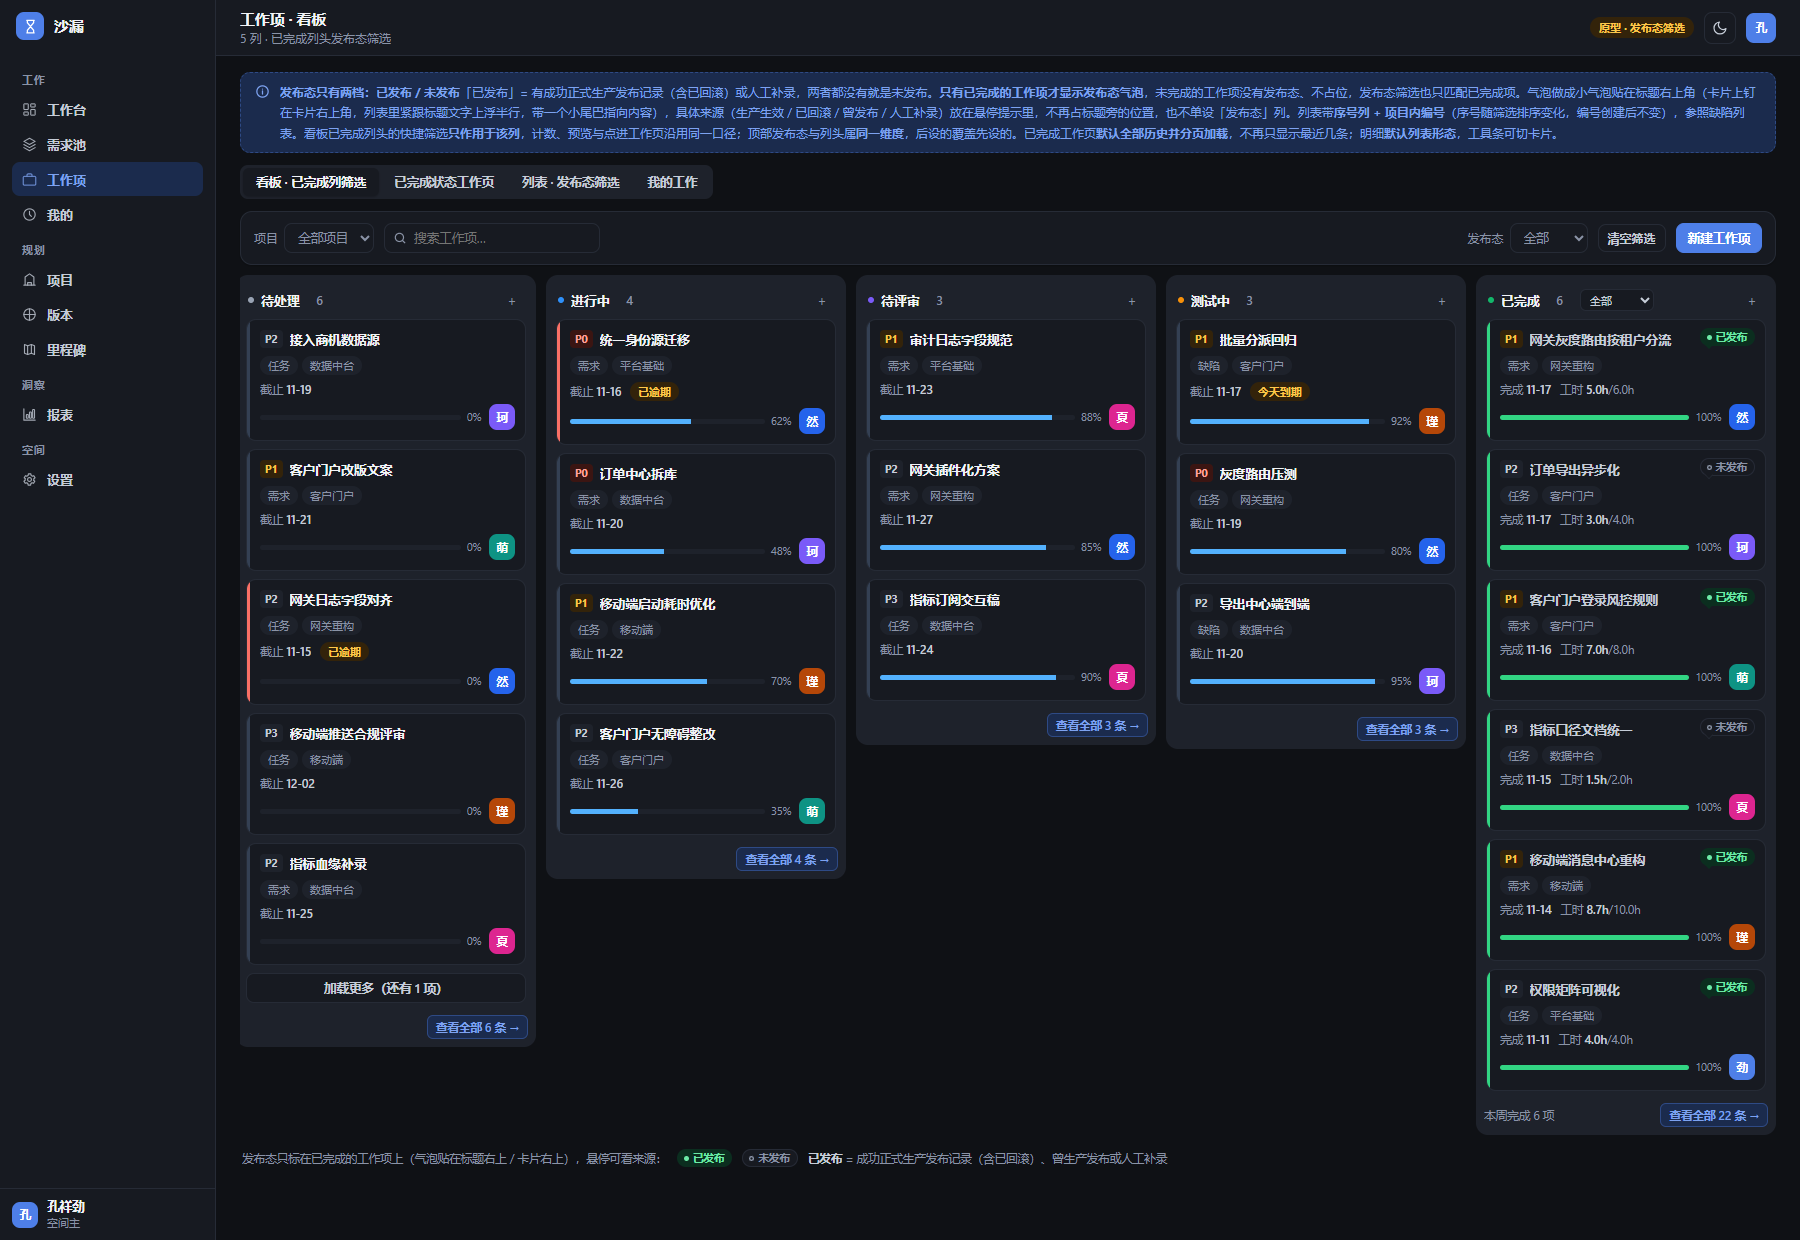 沙漏
工作
工作台
需求池
工作项
我的
规划
项目
版本
里程碑
洞察
报表
空间
设置
孔祥劲
空间主
孔
工作项 · 看板
5 列 · 已完成列头发布态筛选
原型 · 发布态筛选
孔
发布态只有两档：已发布 / 未发布「已发布」= 有成功正式生产发布记录（含已回滚）或人工补录，两者都没有就是未发布。只有已完成的工作项才显示发布态气泡，未完成的工作项没有发布态、不占位，发布态筛选也只匹配已完成项。气泡做成小气泡贴在标题右上角（卡片上钉
在卡片右上角，列表里紧跟标题文字上浮半行，带一个小尾巴指向内容），具体来源（生产生效 / 已回滚 / 曾发布 / 人工补录）放在悬停提示里，不再占标题旁的位置，也不单设「发布态」列。列表带序号列 + 项目内编号（序号随筛选排序变化，编号创建后不变），参照缺陷列
表。看板已完成列头的快捷筛选只作用于该列，计数、预览与点进工作页沿用同一口径；顶部发布态与列头属同一维度，后设的覆盖先设的。已完成工作页默认全部历史并分页加载，不再只显示最近几条；明细默认列表形态，工具条可切卡片。
看板 · 已完成列筛选
已完成状态工作页
列表 · 发布态筛选
我的工作
项目
全部项目
搜索工作项...
发布态
全部
清空筛选
新建工作项
待处理 6 +
P2 接入商机数据源
任务 数据中台
截止 11-19
0% 珂
P1 客户门户改版文案
需求 客户门户
截止 11-21
0% 萌
P2 网关日志字段对齐
任务 网关重构
截止 11-15 已逾期
0% 然
P3 移动端推送合规评审
任务 移动端
截止 12-02
0% 瑾
P2 指标血缘补录
需求 数据中台
截止 11-25
0% 夏
加载更多（还有 1 项）
查看全部 6 条 →
进行中 4 +
P0 统一身份源迁移
需求 平台基础
截止 11-16 已逾期
62% 然
P0 订单中心拆库
需求 数据中台
截止 11-20
48% 珂
P1 移动端启动耗时优化
任务 移动端
截止 11-22
70% 瑾
P2 客户门户无障碍整改
任务 客户门户
截止 11-26
35% 萌
查看全部 4 条 →
待评审 3 +
P1 审计日志字段规范
需求 平台基础
截止 11-23
88% 夏
P2 网关插件化方案
需求 网关重构
截止 11-27
85% 然
P3 指标订阅交互稿
任务 数据中台
截止 11-24
90% 夏
查看全部 3 条 →
测试中 3 +
P1 批量分派回归
缺陷 客户门户
截止 11-17 今天到期
92% 瑾
P0 灰度路由压测
任务 网关重构
截止 11-19
80% 然
P2 导出中心端到端
缺陷 数据中台
截止 11-20
95% 珂
查看全部 3 条 →
已完成 6 全部 +
P1 网关灰度路由按租户分流 已发布
需求 网关重构
完成 11-17 工时 5.0h/6.0h
100% 然
P2 订单导出异步化 未发布
任务 客户门户
完成 11-17 工时 3.0h/4.0h
100% 珂
P1 客户门户登录风控规则 已发布
需求 客户门户
完成 11-16 工时 7.0h/8.0h
100% 萌
P3 指标口径文档统一 未发布
任务 数据中台
完成 11-15 工时 1.5h/2.0h
100% 夏
P1 移动端消息中心重构 已发布
需求 移动端
完成 11-14 工时 8.7h/10.0h
100% 瑾
P2 权限矩阵可视化 已发布
任务 平台基础
完成 11-11 工时 4.0h/4.0h
100% 劲
本周完成 6 项 查看全部 22 条 →
发布态只标在已完成的工作项上（气泡贴在标题右上 / 卡片右上），悬停可看来源： 已发布 未发布 已发布 = 成功正式生产发布记录（含已回滚）、曾生产发布或人工补录